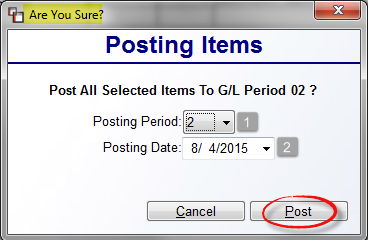 Are You Sure?
Posting Items
Post All Selected Items To G/L Period 02 ?
Posting Period: 2 1
Posting Date: 8/ 4/2015 2
Cancel Post